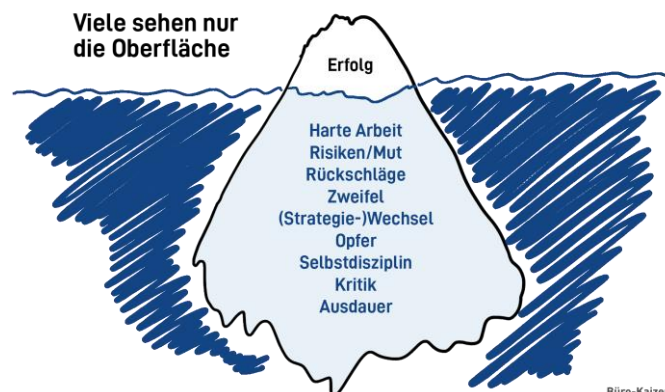 Viele sehen nur
die Oberfläche
Erfolg
Harte Arbeit
Risiken/Mut
Rückschläge
Zweifel
(Strategie-)Wechsel
Opfer
Selbstdisziplin
Kritik
Ausdauer